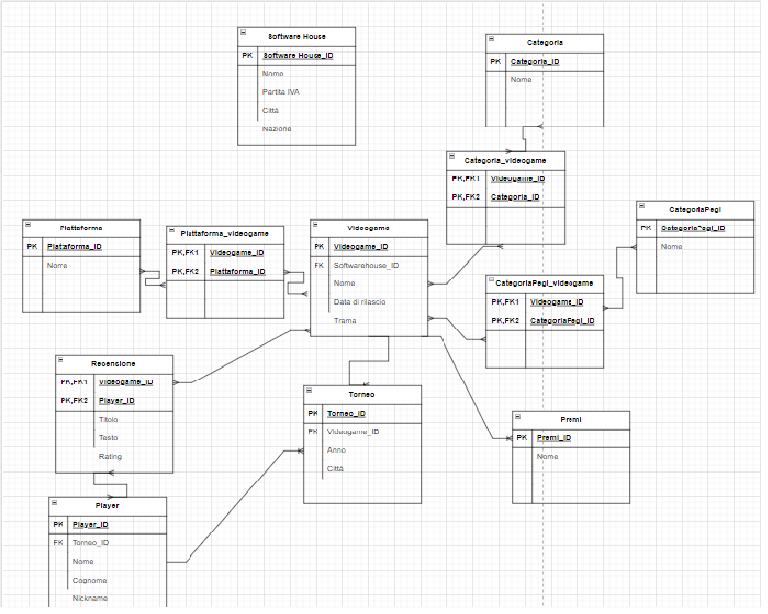 Software House
PK Software House_ID
Nome
Partita IVA
Città
Nazione
Categoria
PK Categoria_ID
Nome
Categoria_videogame
PK,FK1 Videogame_ID
PK,FK2 Categoria_ID
CategoriaPegi
PK CategoriaPegi_ID
Nome
Piattaforma
PK Piattaforma_ID
Nome
Piattaforma_videogame
PK,FK1 Videogame_ID
PK,FK2 Piattaforma_ID
Videogame
PK Videogame_ID
FK Softwarehouse_ID
Nome
Data di rilascio
Trama
CategoriaPegi_videogame
PK,FK1 Videogame_ID
PK,FK2 CategoriaPegi_ID
Recensione
PK,FK1 Videogame_ID
PK,FK2 Player_ID
Titolo
Testo
Rating
Torneo
PK Torneo_ID
FK Videogame_ID
Anno
Città
Premi
PK Premi_ID
Nome
Player
PK Player_ID
FK Torneo_ID
Nome
Cognome
Nickname